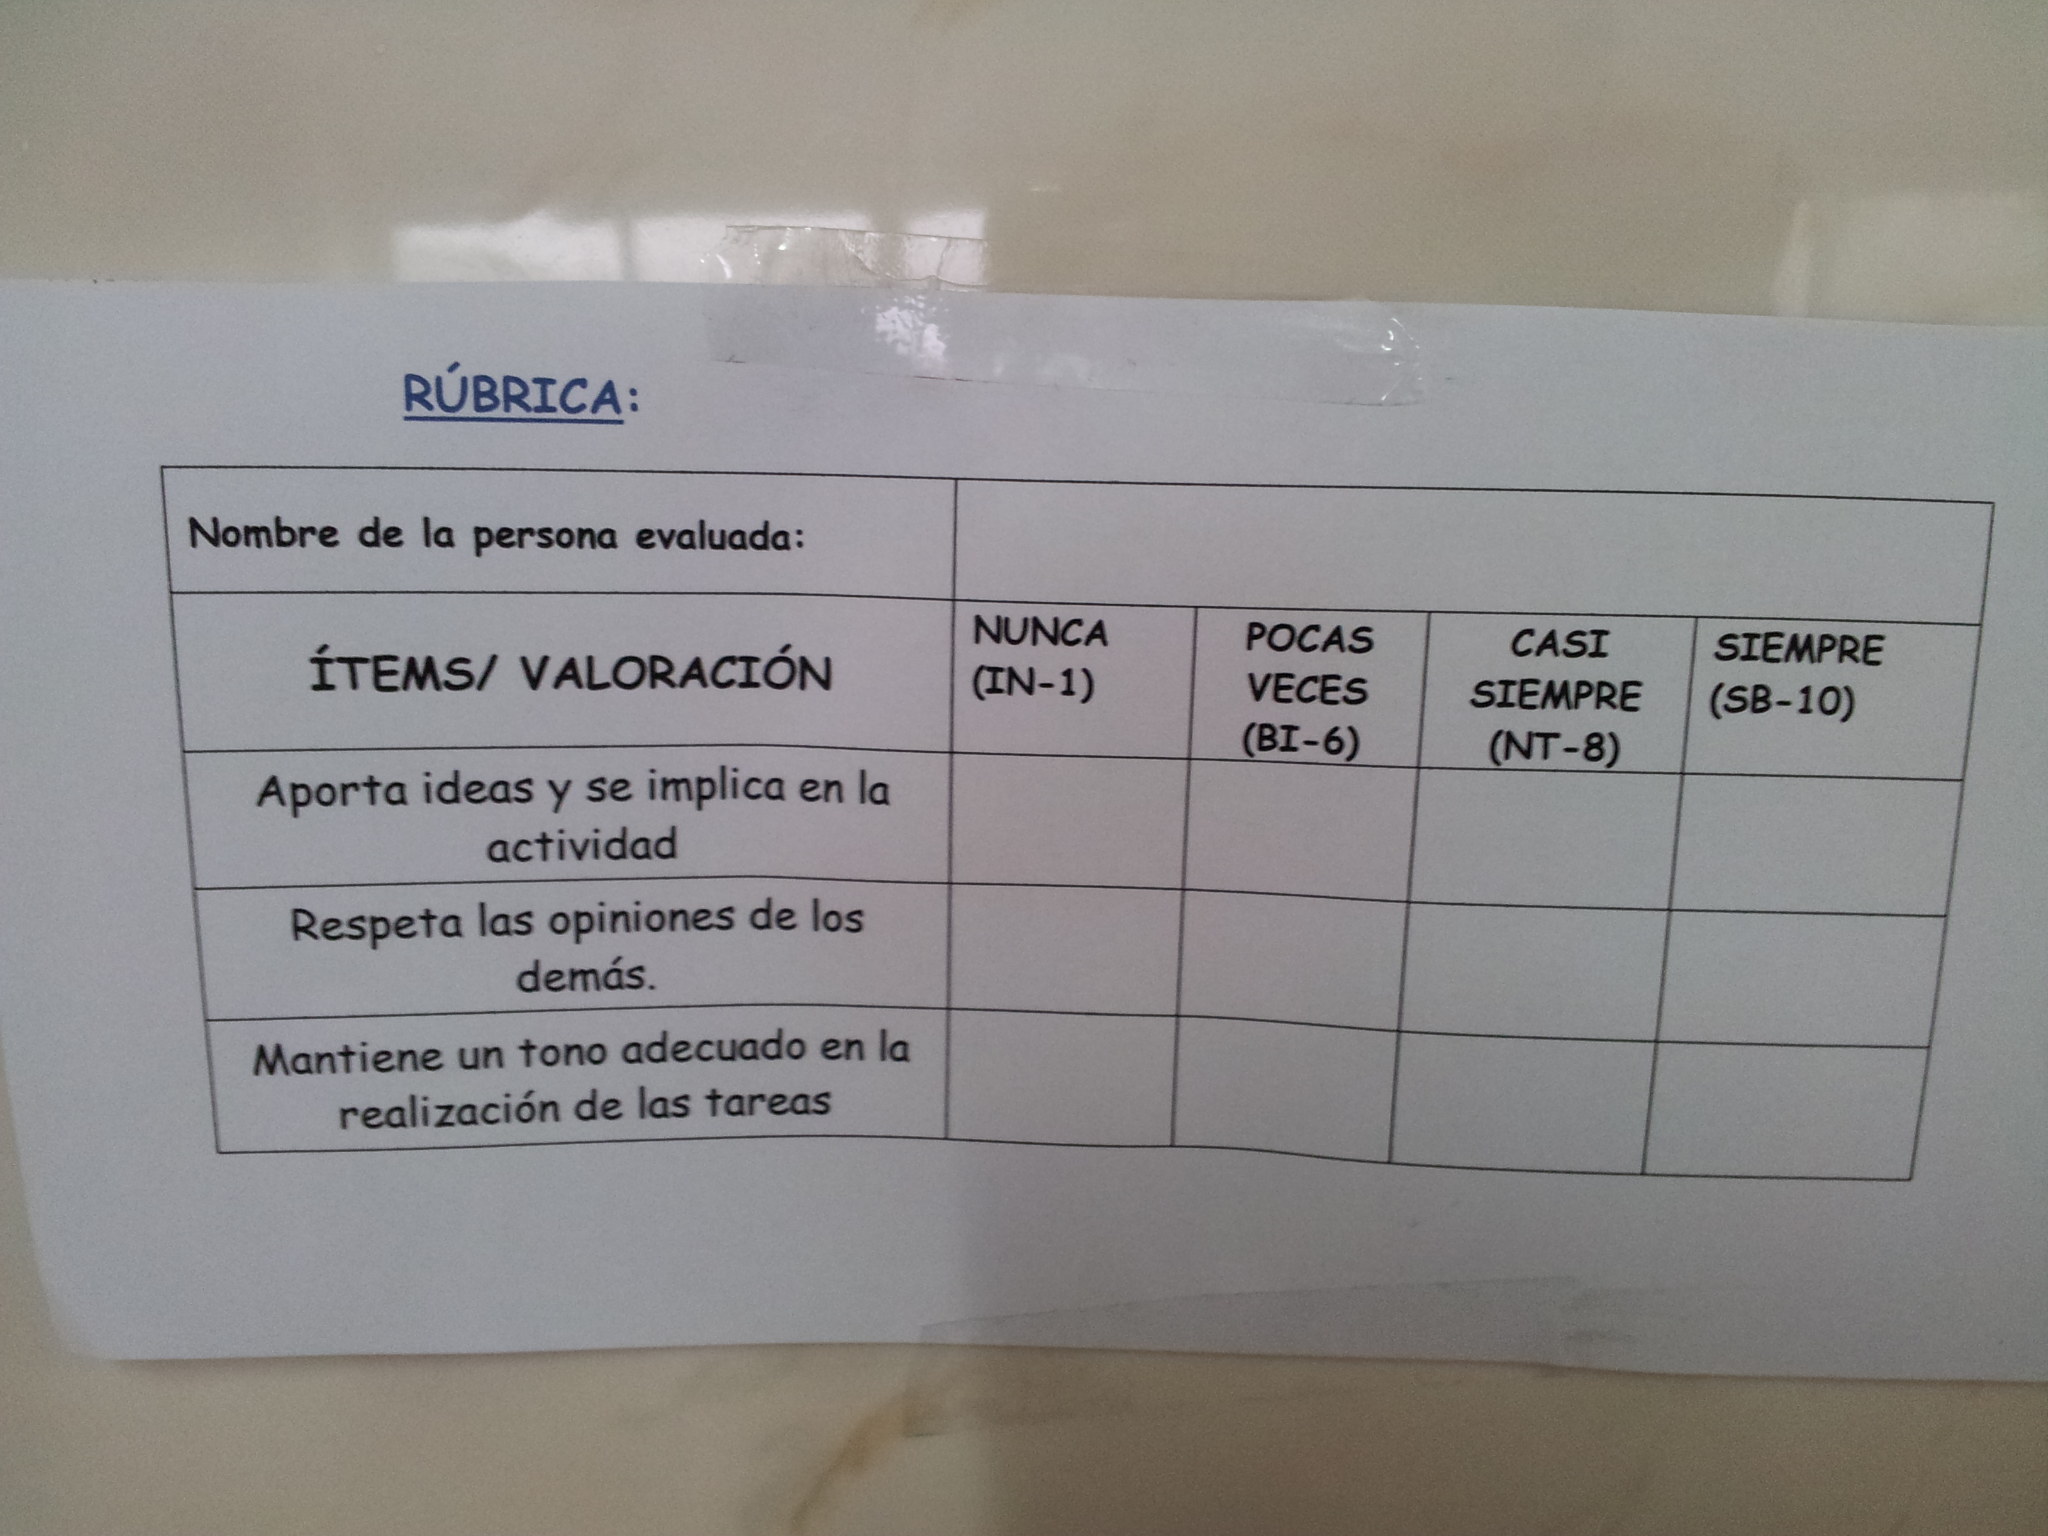 RÚBRICA:
Nombre de la persona evaluada:
ÍTEMS/ VALORACIÓN
NUNCA
(IN-1)
POCAS
VECES
(BI-6)
CASI
SIEMPRE
(NT-8)
SIEMPRE
(SB-10)
Aporta ideas y se implica en la
actividad
Respeta las opiniones de los
demás.
Mantiene un tono adecuado en la
realización de las tareas